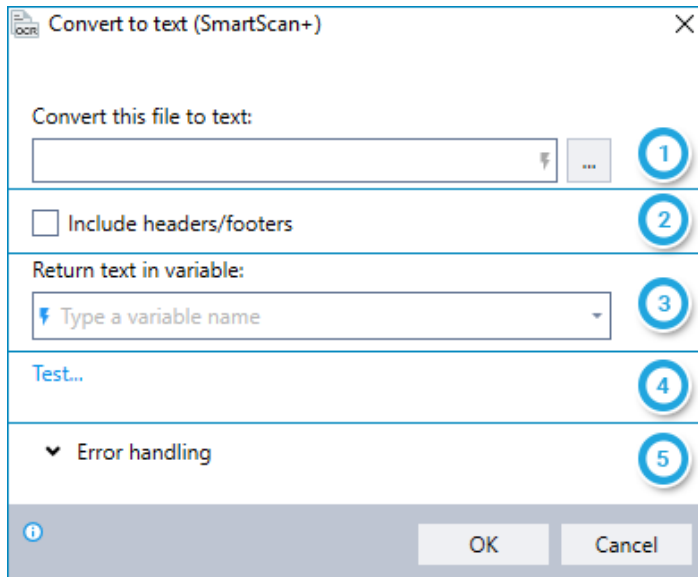 OCR Convert to text (SmartScan+)
Convert this file to text:
... 1
Include headers/footers 2
Return text in variable:
Type a variable name 3
Test... 4
Error handling 5
OK Cancel